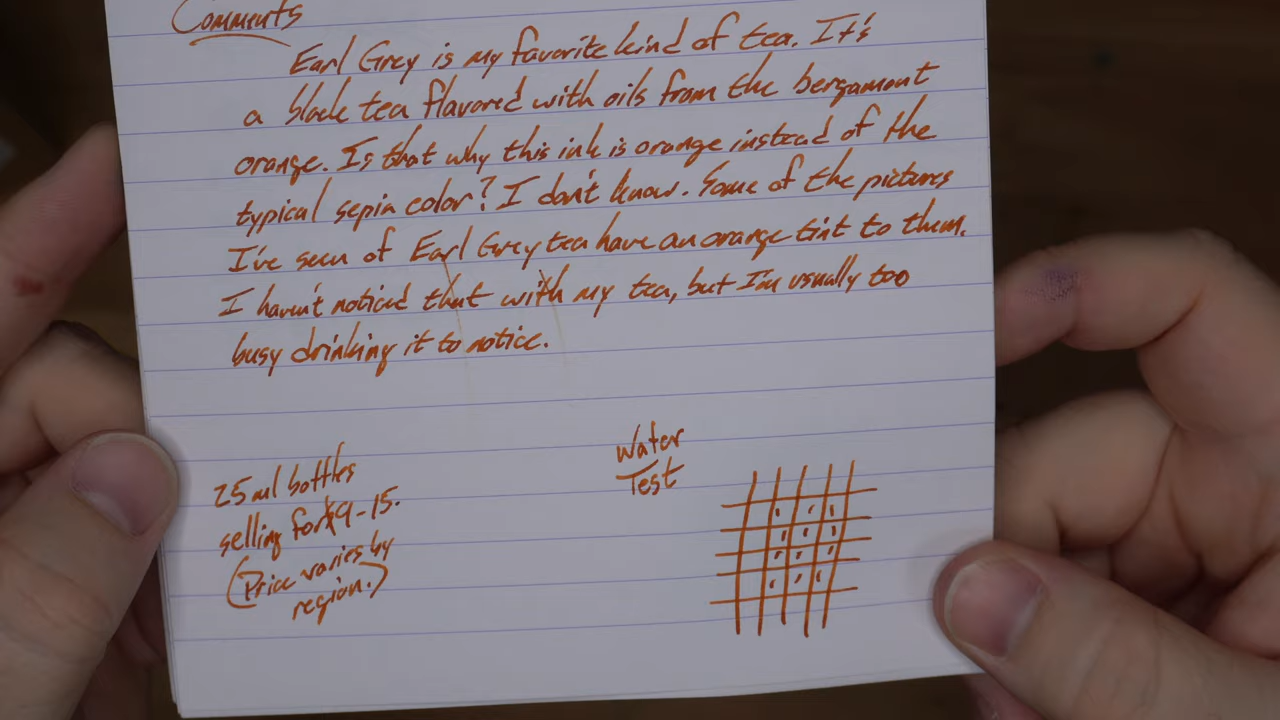 Comments
Earl Grey is my favorite kind of tea. It's
a black tea flavored with oils from the bergamont
orange. Is that why this ink is orange instead of the
typical sepia color? I don't know. Some of the pictures
I've seen of Earl Grey tea have an orange tint to them.
I haven't noticed that with my tea, but I'm usually too
busy drinking it to notice.
25 ml bottles
selling for $9-15.
(Price varies by
region.)
Water
Test